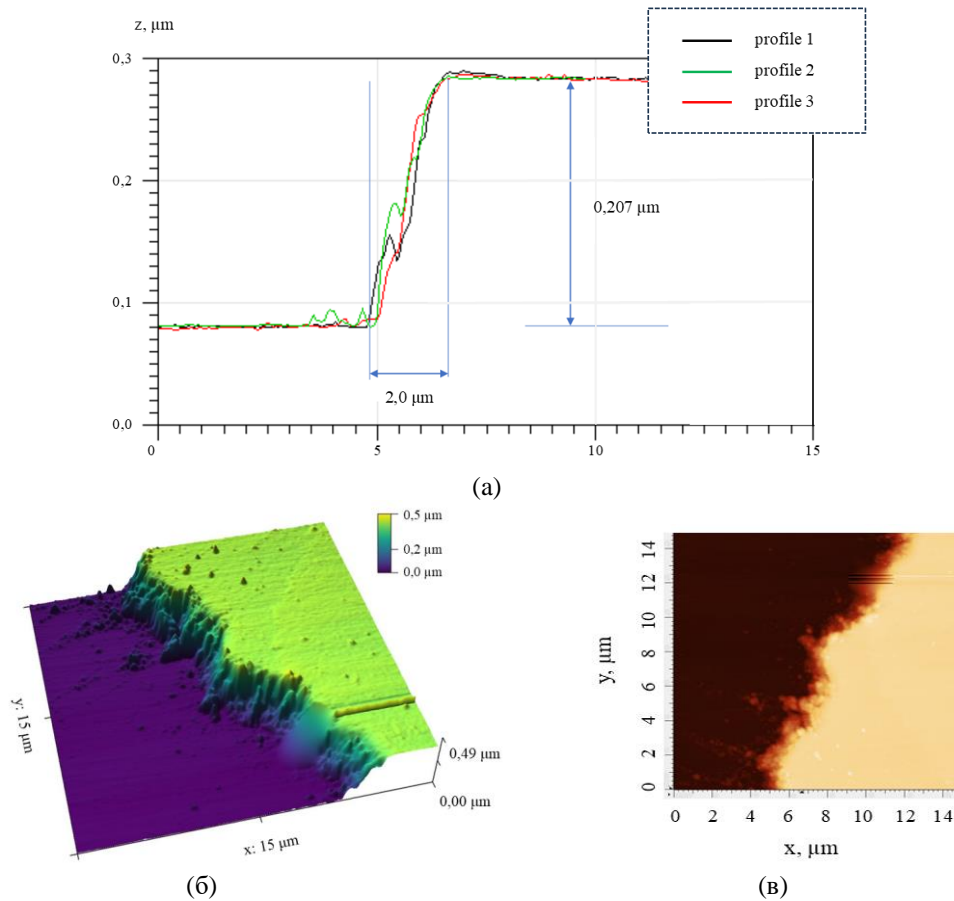 z, μm
profile 1
profile 2
profile 3
0,3
0,2
0,1
0,0
0,207 μm
2,0 μm
0 5 10 15
(а)
0,5 μm
0,2 μm
0,0 μm
y: 15 μm
x: 15 μm
0,49 μm
0,00 μm
(б)
14
12
10
8
6
4
2
0
y, μm
0 2 4 6 8 10 12 14
x, μm
(в)